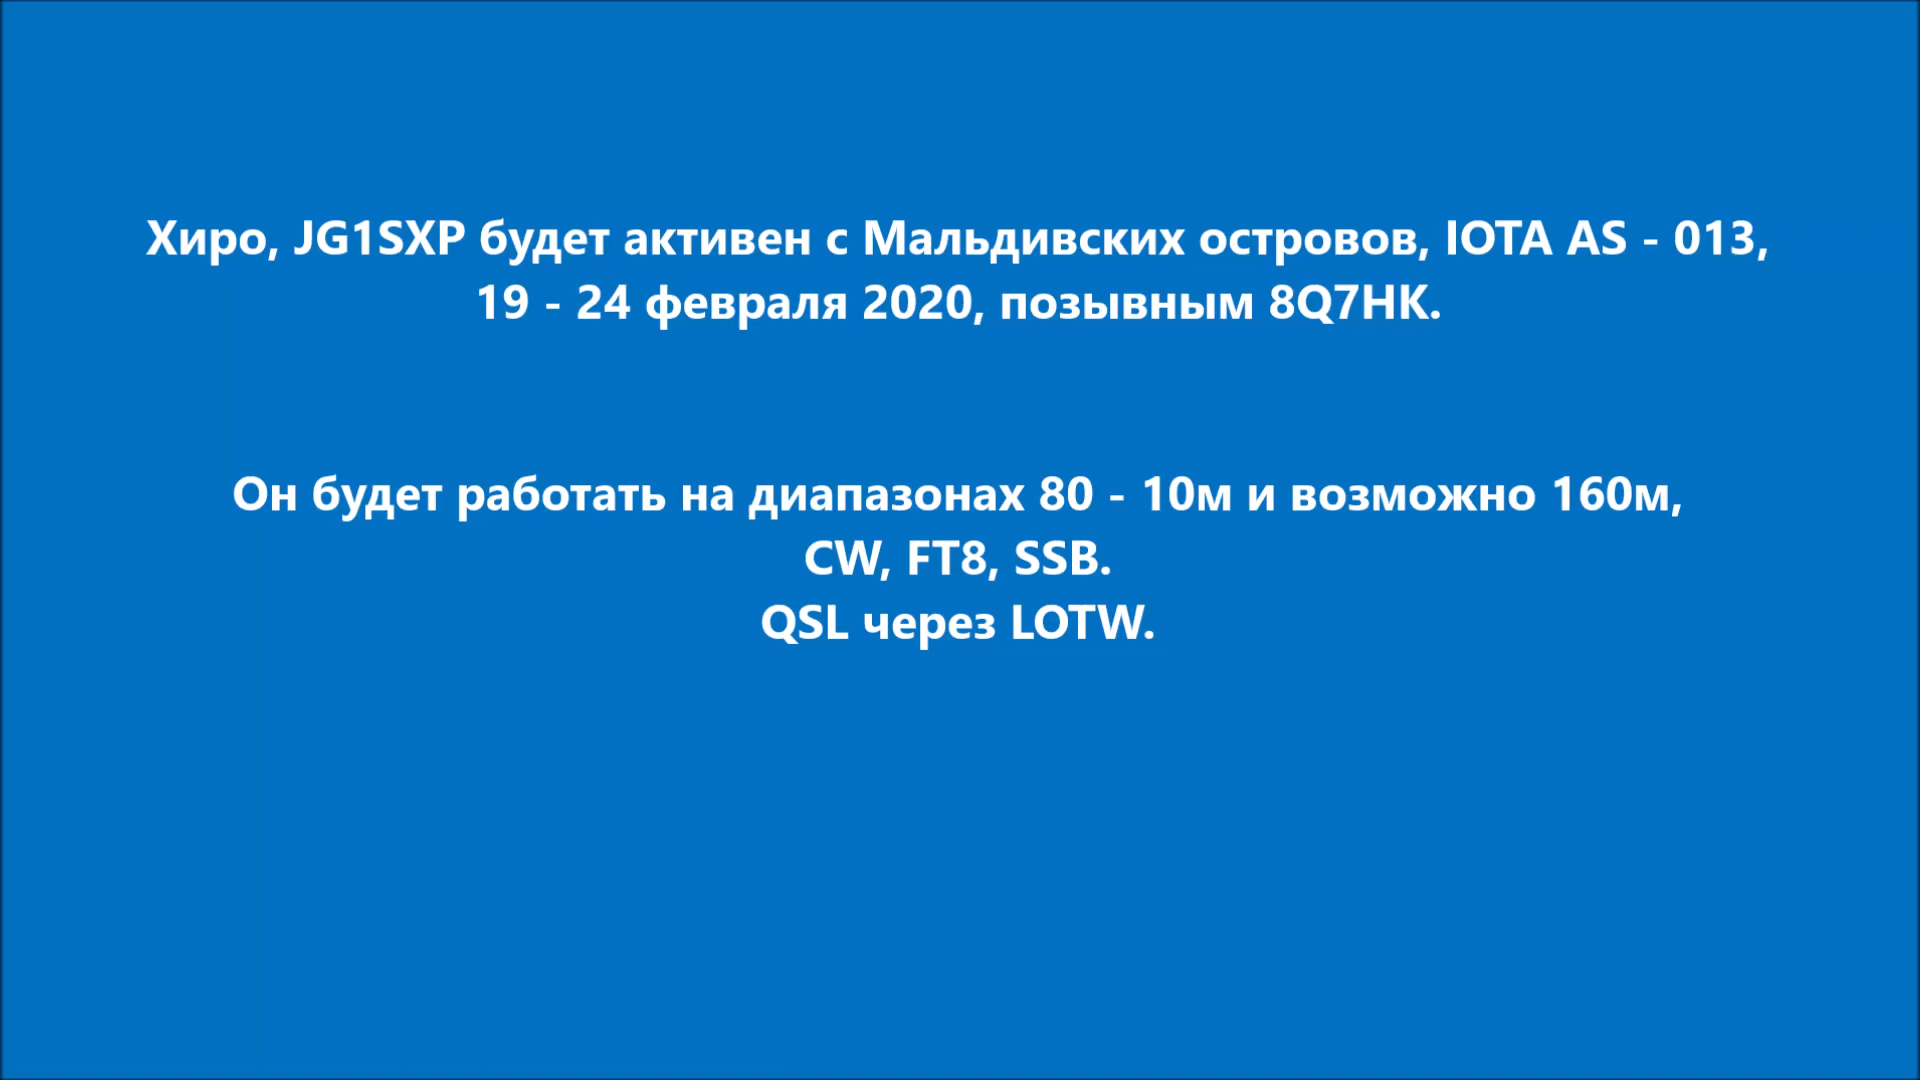 Хиро, JG1SXP будет активен с Мальдивских островов, IOTA AS - 013,
19 - 24 февраля 2020, позывным 8Q7HK.
Он будет работать на диапазонах 80 - 10м и возможно 160м,
CW, FT8, SSB.
QSL через LOTW.